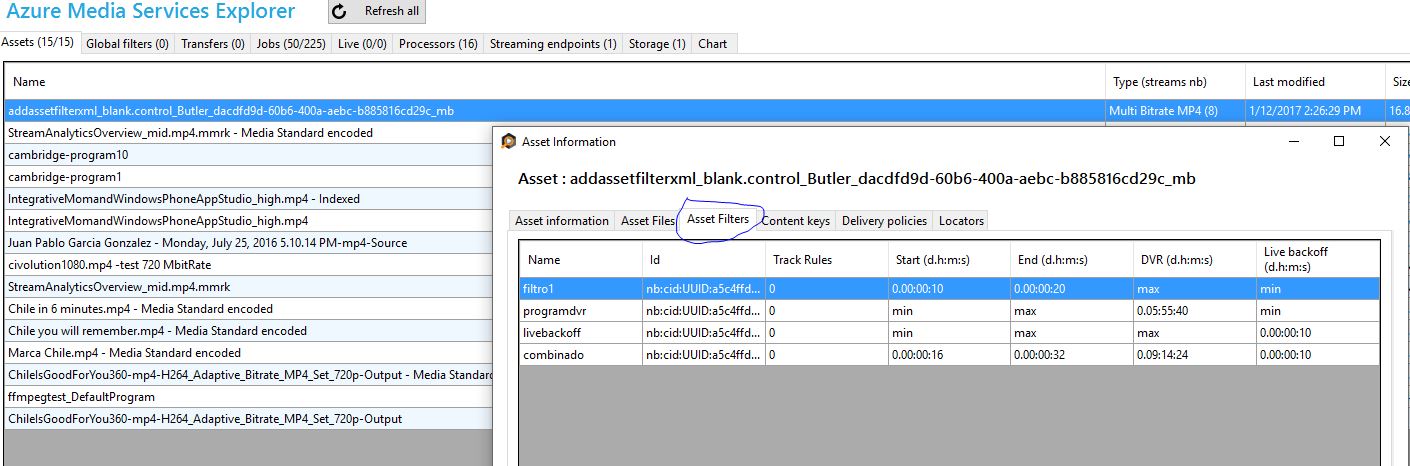 Azure Media Services Explorer
Refresh all
Assets (15/15) Global filters (0) Transfers (0) Jobs (50/225) Live (0/0) Processors (16) Streaming endpoints (1) Storage (1) Chart
Name Type (streams nb) Last modified Size
addassetfilterxml_blank.control_Butler_dacdfd9d-60b6-400a-aebc-b885816cd29c_mb Multi Bitrate MP4 (8) 1/12/2017 2:26:29 PM 16.8
StreamAnalyticsOverview_mid.mp4.mmrk - Media Standard encoded
cambridge-program10
cambridge-program1
IntegrativeMomandWindowsPhoneAppStudio_high.mp4 - Indexed
IntegrativeMomandWindowsPhoneAppStudio_high.mp4
Juan Pablo Garcia Gonzalez - Monday, July 25, 2016 5.10.14 PM-mp4-Source
civolution1080.mp4 -test 720 MbitRate
StreamAnalyticsOverview_mid.mp4.mmrk
Chile in 6 minutes.mp4 - Media Standard encoded
Chile you will remember.mp4 - Media Standard encoded
Marca Chile.mp4 - Media Standard encoded
ChileIsGoodForYou360-mp4-H264_Adaptive_Bitrate_MP4_Set_720p-Output - Media Standard
ffmpegtest_DefaultProgram
ChileIsGoodForYou360-mp4-H264_Adaptive_Bitrate_MP4_Set_720p-Output
Asset Information
Asset : addassetfilterxml_blank.control_Butler_dacdfd9d-60b6-400a-aebc-b885816cd29c_mb
Asset information Asset Files Asset Filters Content keys Delivery policies Locators
Name Id Track Rules Start (d.h:m:s) End (d.h:m:s) DVR (d.h:m:s) Live backoff (d.h:m:s)
filtro1 nb:cid:UUID:a5c4ffd... 0 0.00:00:10 0.00:00:20 max min
programdvr nb:cid:UUID:a5c4ffd... 0 min max 0.05:55:40 min
livebackoff nb:cid:UUID:a5c4ffd... 0 min max max 0.00:00:10
combinado nb:cid:UUID:a5c4ffd... 0 0.00:00:16 0.00:00:32 0.09:14:24 0.00:00:10